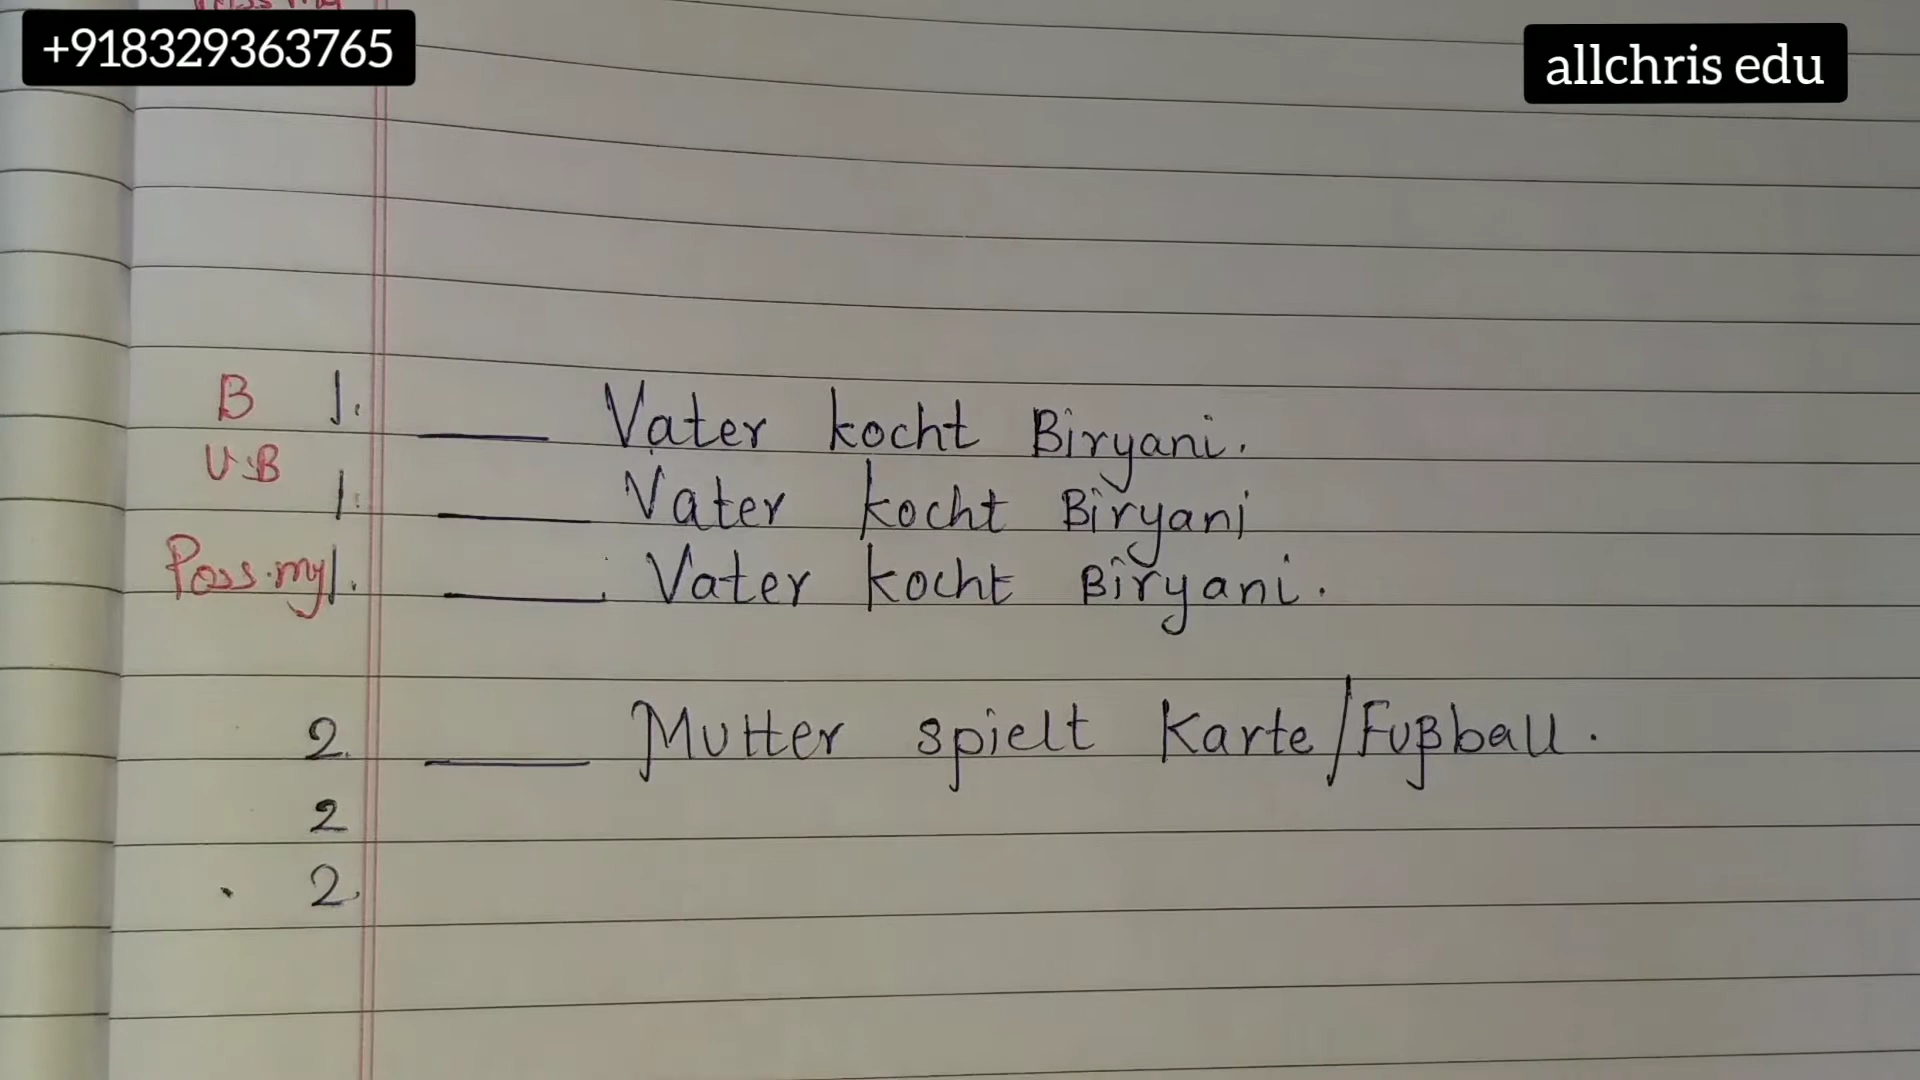 +918329363765
allchris edu
B 1. ____ Vater kocht Biryani.
U.B
1. ____ Vater kocht Biryani
Poss.my 1. ____ Vater kocht Biryani.
2. ____ Mutter spielt Karte/Fußball.
2
2.